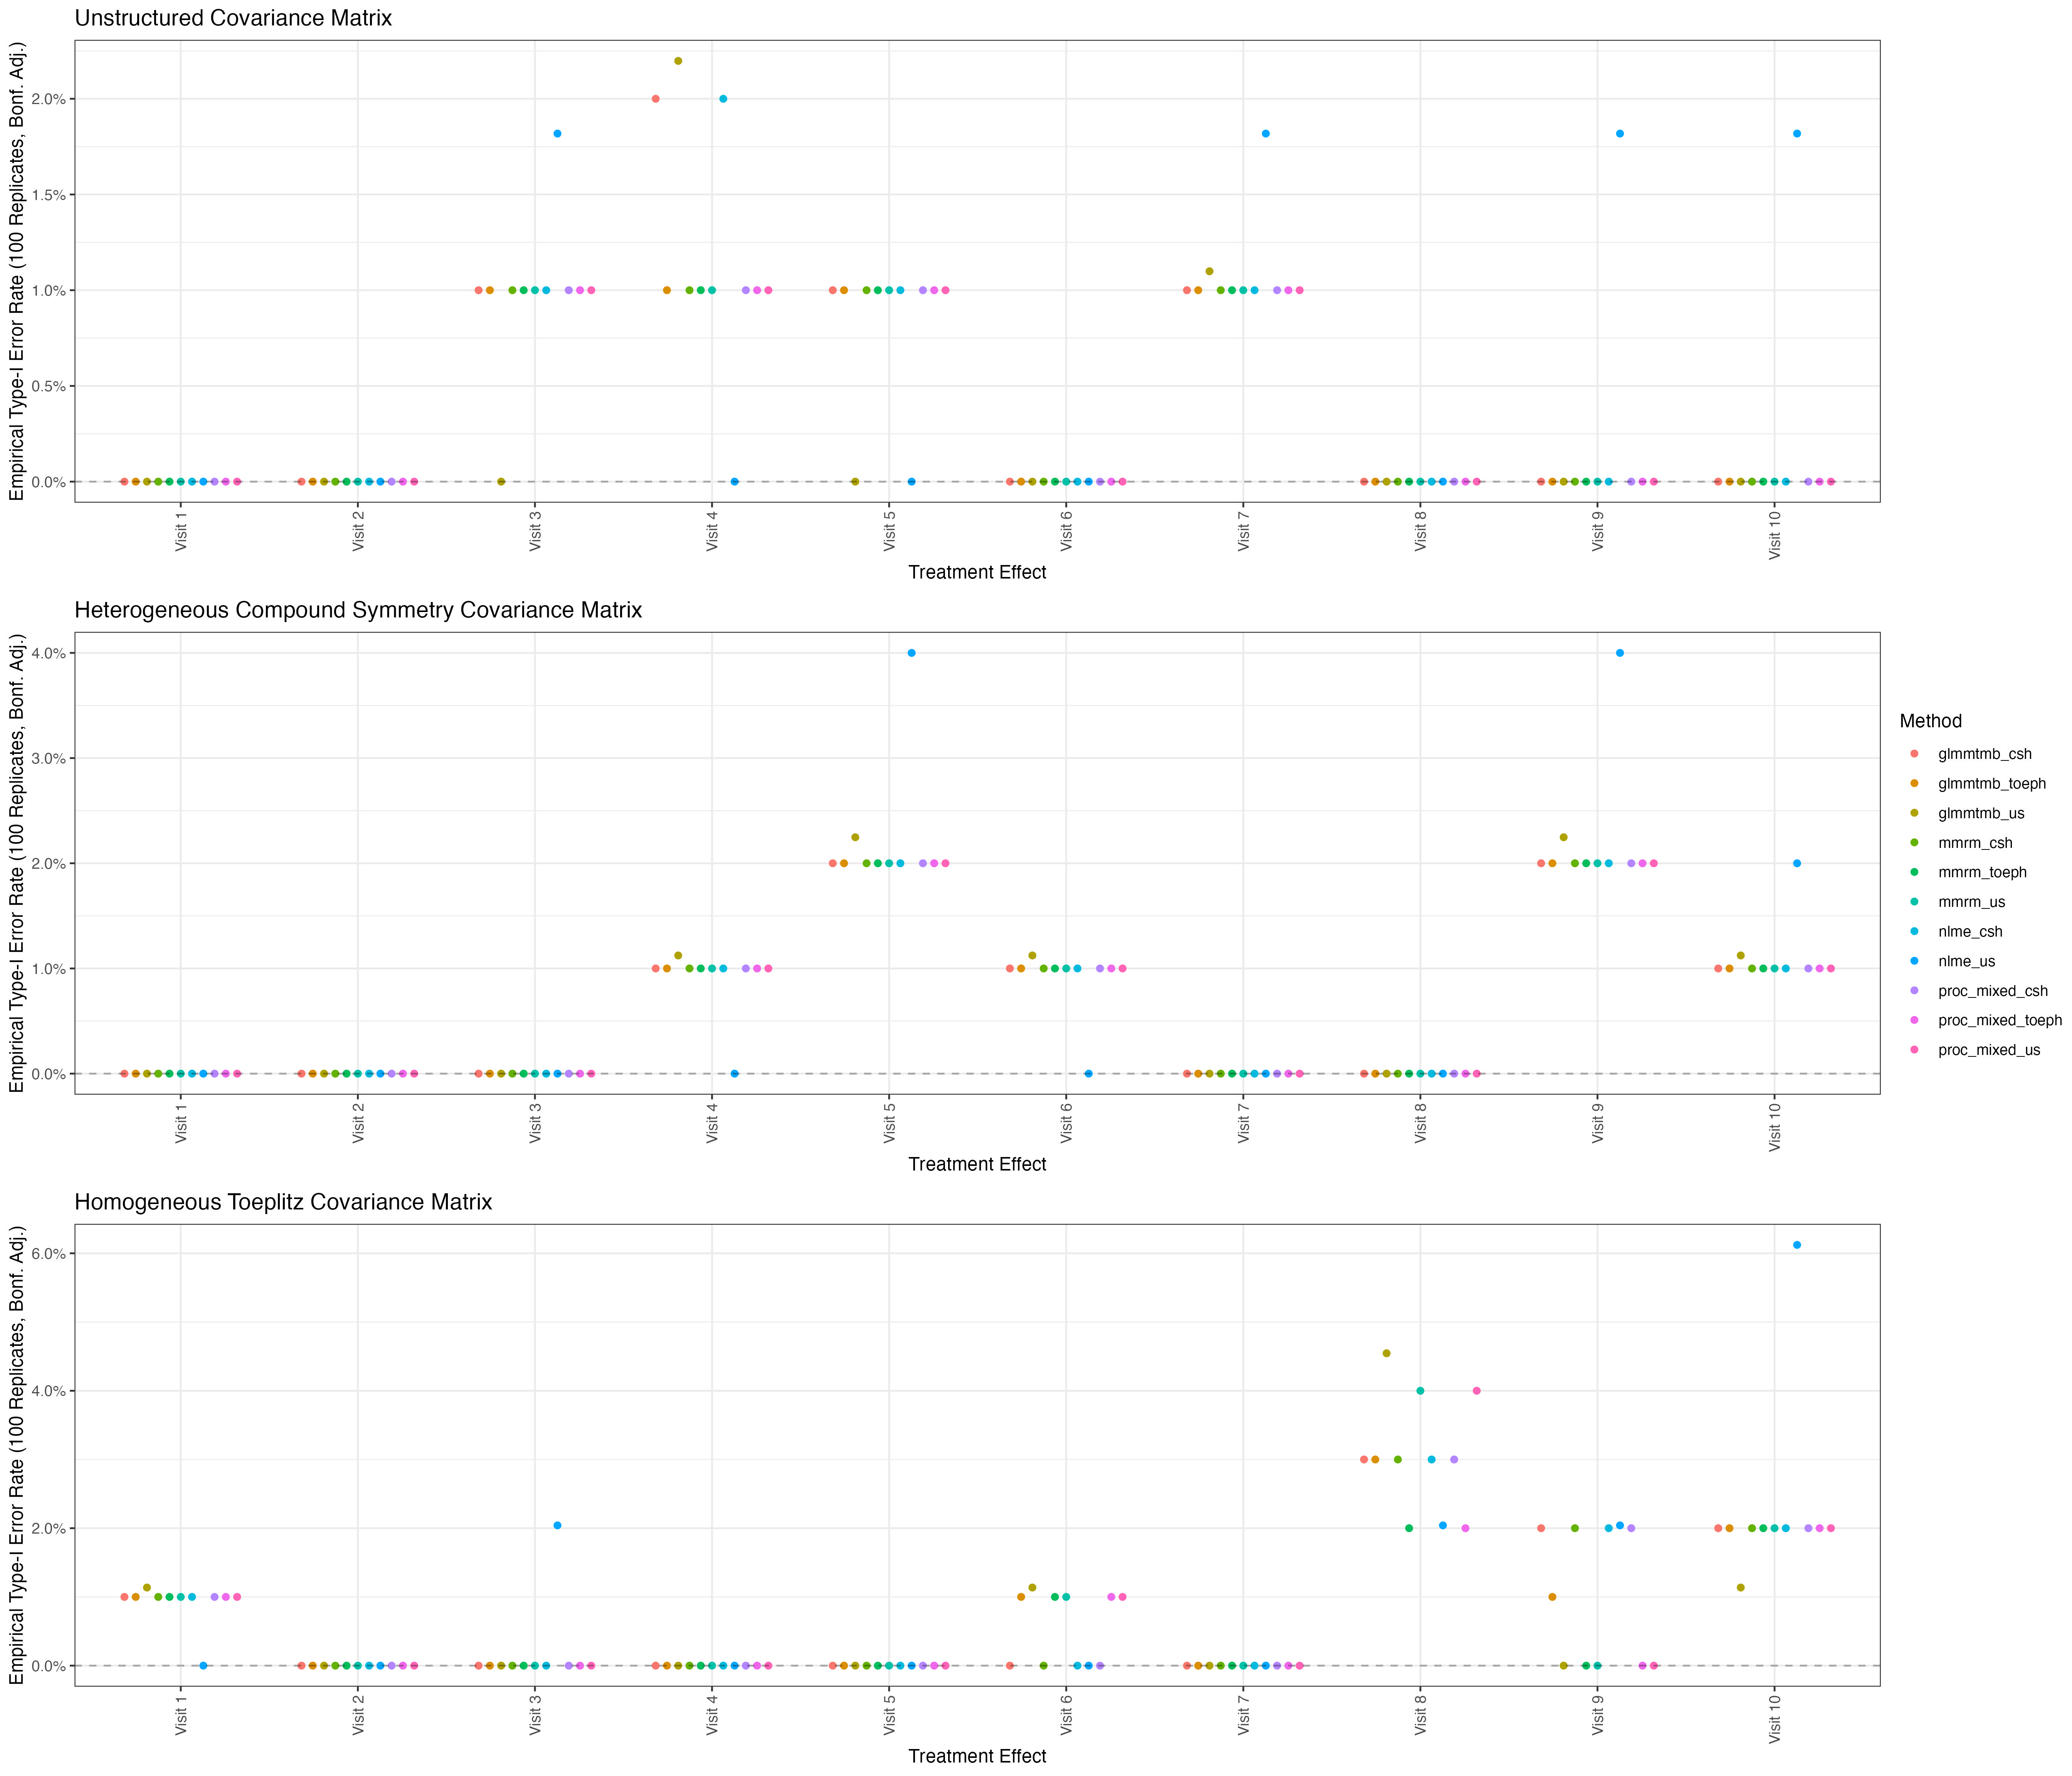 Unstructured Covariance Matrix
Empirical Type-I Error Rate (100 Replicates, Bonf. Adj.)
2.0%
1.5%
1.0%
0.5%
0.0%
Visit 1
Visit 2
Visit 3
Visit 4
Visit 5
Visit 6
Visit 7
Visit 8
Visit 9
Visit 10
Treatment Effect
Heterogeneous Compound Symmetry Covariance Matrix
Empirical Type-I Error Rate (100 Replicates, Bonf. Adj.)
4.0%
3.0%
2.0%
1.0%
0.0%
Visit 1
Visit 2
Visit 3
Visit 4
Visit 5
Visit 6
Visit 7
Visit 8
Visit 9
Visit 10
Treatment Effect
Method
glmmtmb_csh
glmmtmb_toeph
glmmtmb_us
mmrm_csh
mmrm_toeph
mmrm_us
nlme_csh
nlme_us
proc_mixed_csh
proc_mixed_toeph
proc_mixed_us
Homogeneous Toeplitz Covariance Matrix
Empirical Type-I Error Rate (100 Replicates, Bonf. Adj.)
6.0%
4.0%
2.0%
0.0%
Visit 1
Visit 2
Visit 3
Visit 4
Visit 5
Visit 6
Visit 7
Visit 8
Visit 9
Visit 10
Treatment Effect